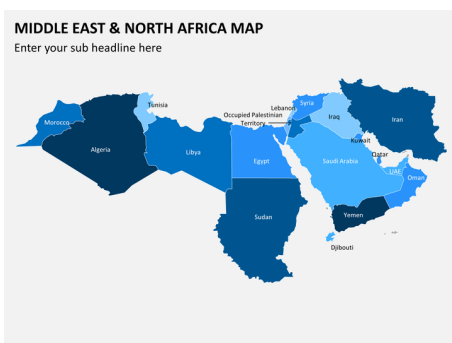 MIDDLE EAST & NORTH AFRICA MAP
Enter your sub headline here
Tunisia
Lebanon
Syria
Morocco
Occupied Palestinian
Territory
Iraq
Iran
Algeria
Kuwait
Libya
Qatar
Egypt
Saudi Arabia
UAE
Oman
Sudan
Yemen
Djibouti